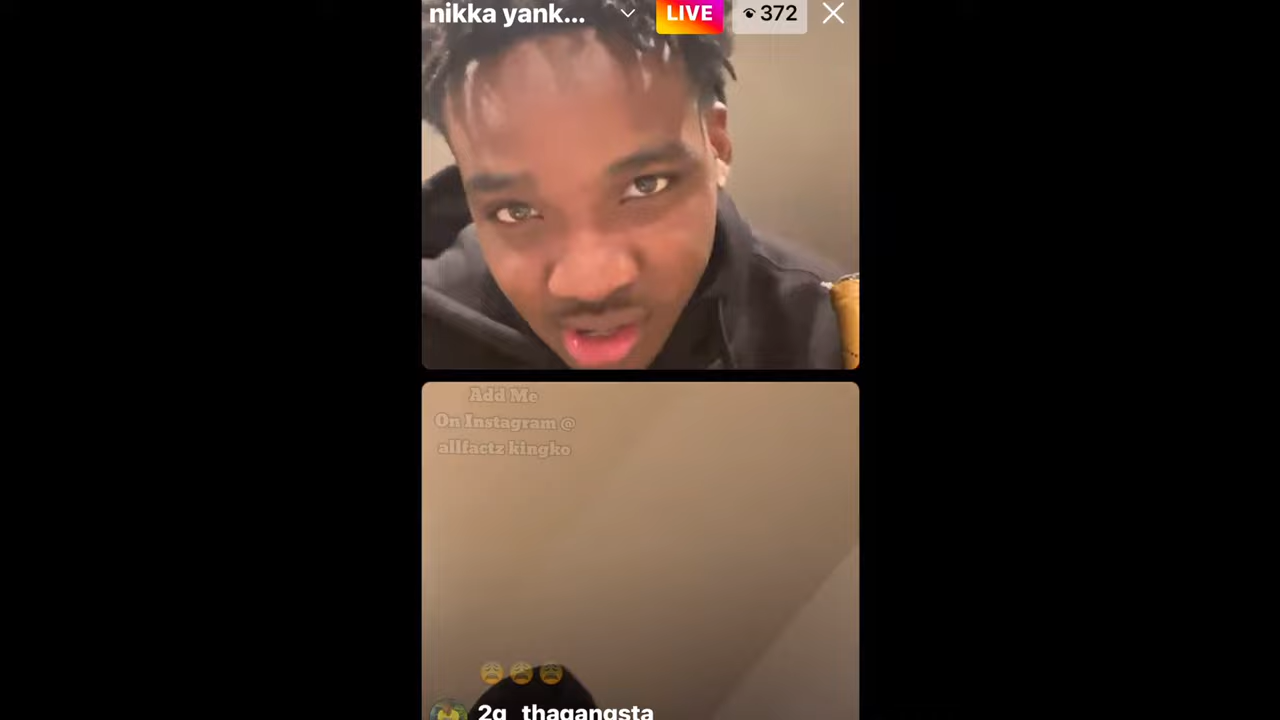 nikka yank...
LIVE
372
Add Me
On Instagram @
allfactz kingko
😩😩😩
2g_thagangsta